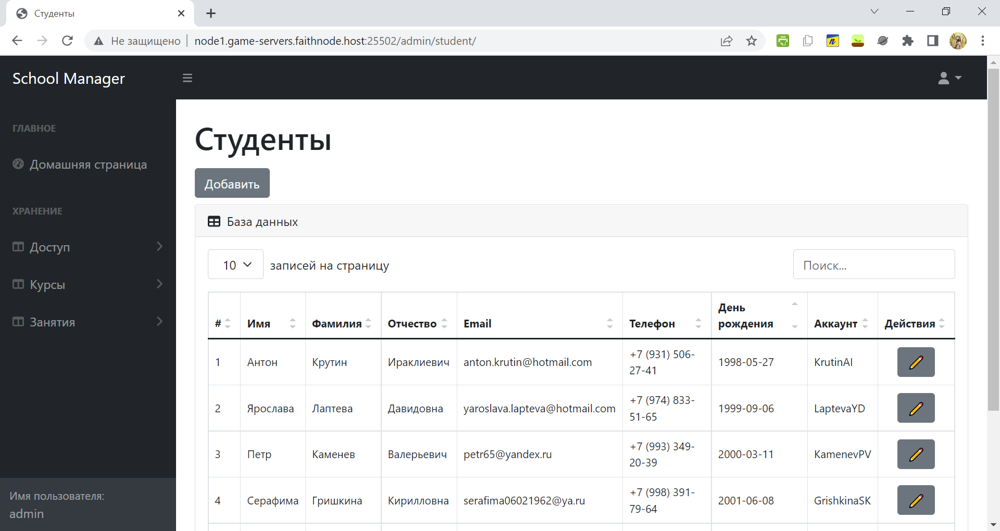 Студенты
Не защищено
node1.game-servers.faithnode.host:25502/admin/student/
School Manager
ГЛАВНОЕ
Домашняя страница
ХРАНЕНИЕ
Доступ
Курсы
Занятия
Имя пользователя:
admin
Студенты
Добавить
База данных
10 записей на страницу
Поиск...
# Имя Фамилия Отчество Email Телефон День рождения Аккаунт Действия
1 Антон Крутин Ираклиевич anton.krutin@hotmail.com +7 (931) 506-27-41 1998-05-27 KrutinAI
2 Ярослава Лаптева Давидовна yaroslava.lapteva@hotmail.com +7 (974) 833-51-65 1999-09-06 LaptevaYD
3 Петр Каменев Валерьевич petr65@yandex.ru +7 (993) 349-20-39 2000-03-11 KamenevPV
4 Серафима Гришкина Кирилловна serafima06021962@ya.ru +7 (998) 391-79-64 2001-06-08 GrishkinaSK